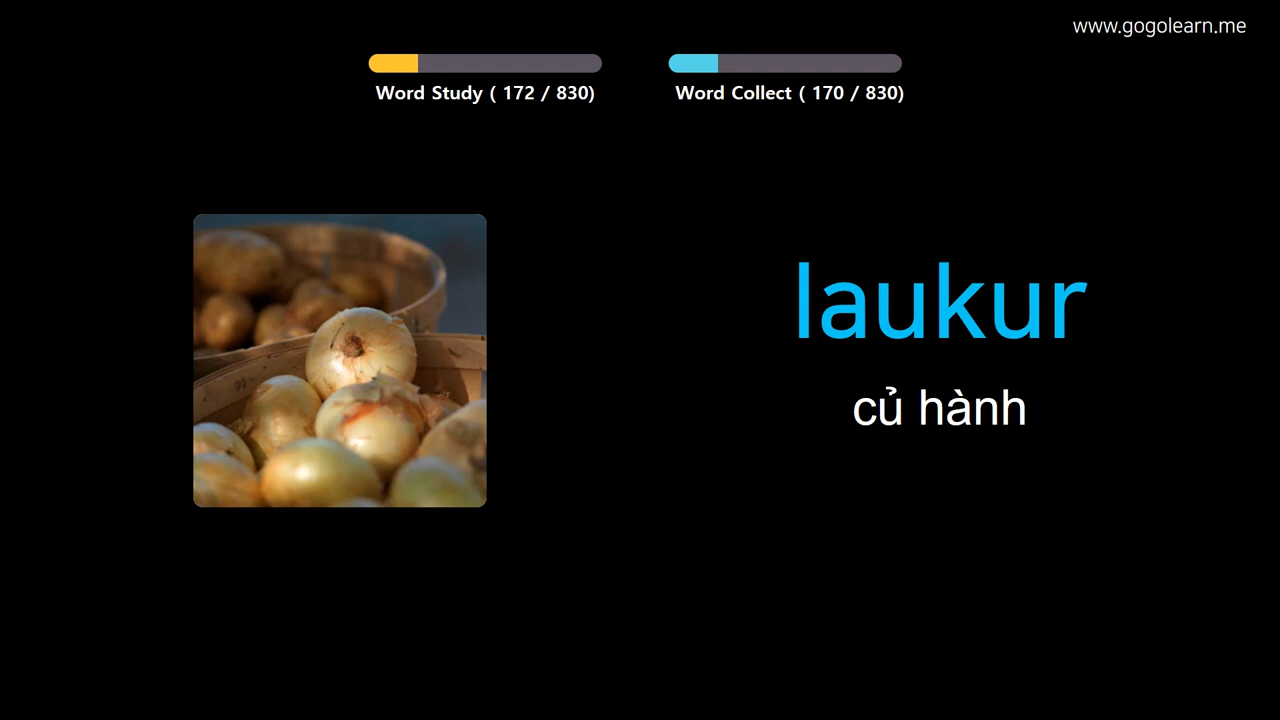 www.gogolearn.me
Word Study ( 172 / 830)
Word Collect ( 170 / 830)
laukur
củ hành